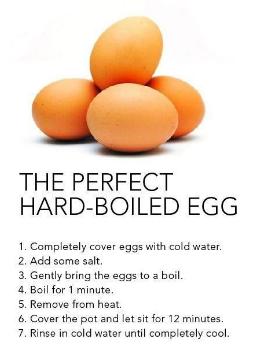 THE PERFECT
HARD-BOILED EGG
1. Completely cover eggs with cold water.
2. Add some salt.
3. Gently bring the eggs to a boil.
4. Boil for 1 minute.
5. Remove from heat.
6. Cover the pot and let sit for 12 minutes.
7. Rinse in cold water until completely cool.